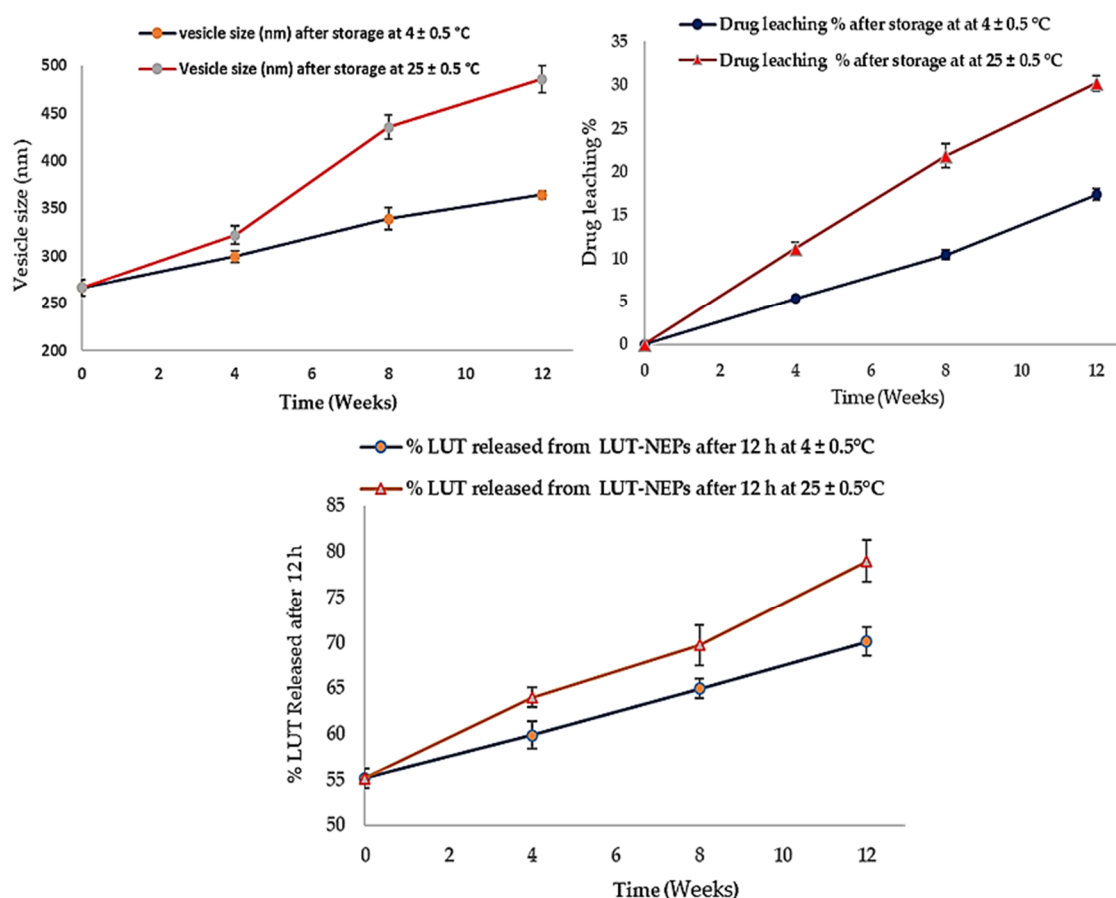 vesicle size (nm) after storage at 4 ± 0.5 °C
Vesicle size (nm) after storage at 25 ± 0.5 °C
500
450
400
350
300
250
200
Vesicle size (nm)
0 2 4 6 8 10 12
Time (Weeks)
Drug leaching % after storage at at 4 ± 0.5 °C
Drug leaching % after storage at at 25 ± 0.5°C
35
30
25
20
15
10
5
0
Drug leaching %
0 2 4 6 8 10 12
Time (Weeks)
% LUT released from LUT-NEPs after 12 h at 4 ± 0.5°C
% LUT released from LUT-NEPs after 12 h at 25 ± 0.5°C
85
80
75
70
65
60
55
50
% LUT Released after 12 h
0 2 4 6 8 10 12
Time (Weeks)